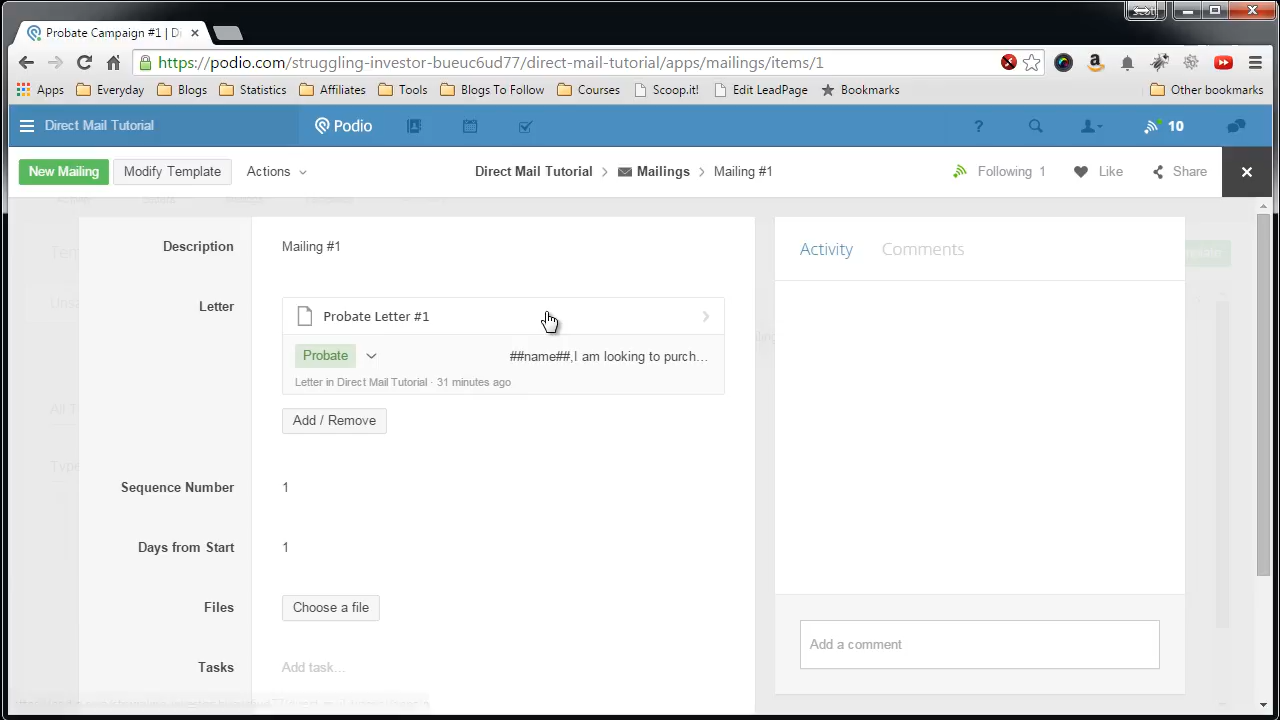 Probate Campaign #1 | D
https://podio.com/struggling-investor-bueuc6ud77/direct-mail-tutorial/apps/mailings/items/1
Apps Everyday Blogs Statistics Affiliates Tools Blogs To Follow Courses Scoop.it! Edit LeadPage Bookmarks Other bookmarks
Direct Mail Tutorial Podio ? 10
New Mailing Modify Template Actions Direct Mail Tutorial Mailings Mailing #1 Following 1 Like Share
Description Mailing #1
Activity Comments
Letter Probate Letter #1
Probate ##name##,I am looking to purch...
Letter in Direct Mail Tutorial · 31 minutes ago
Add / Remove
Sequence Number 1
Days from Start 1
Files Choose a file
Add a comment
Tasks Add task...